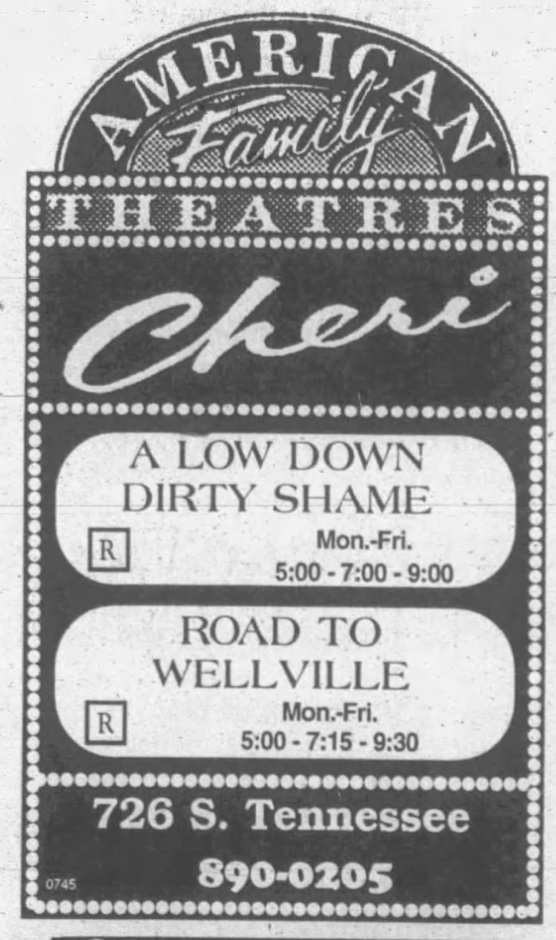 AMERICAN
Family
THEATRES
Cheri
A LOW DOWN
DIRTY SHAME
R
Mon.-Fri.
5:00 - 7:00 - 9:00
ROAD TO
WELLVILLE
R
Mon.-Fri.
5:00 - 7:15 - 9:30
726 S. Tennessee
890-0205
0745